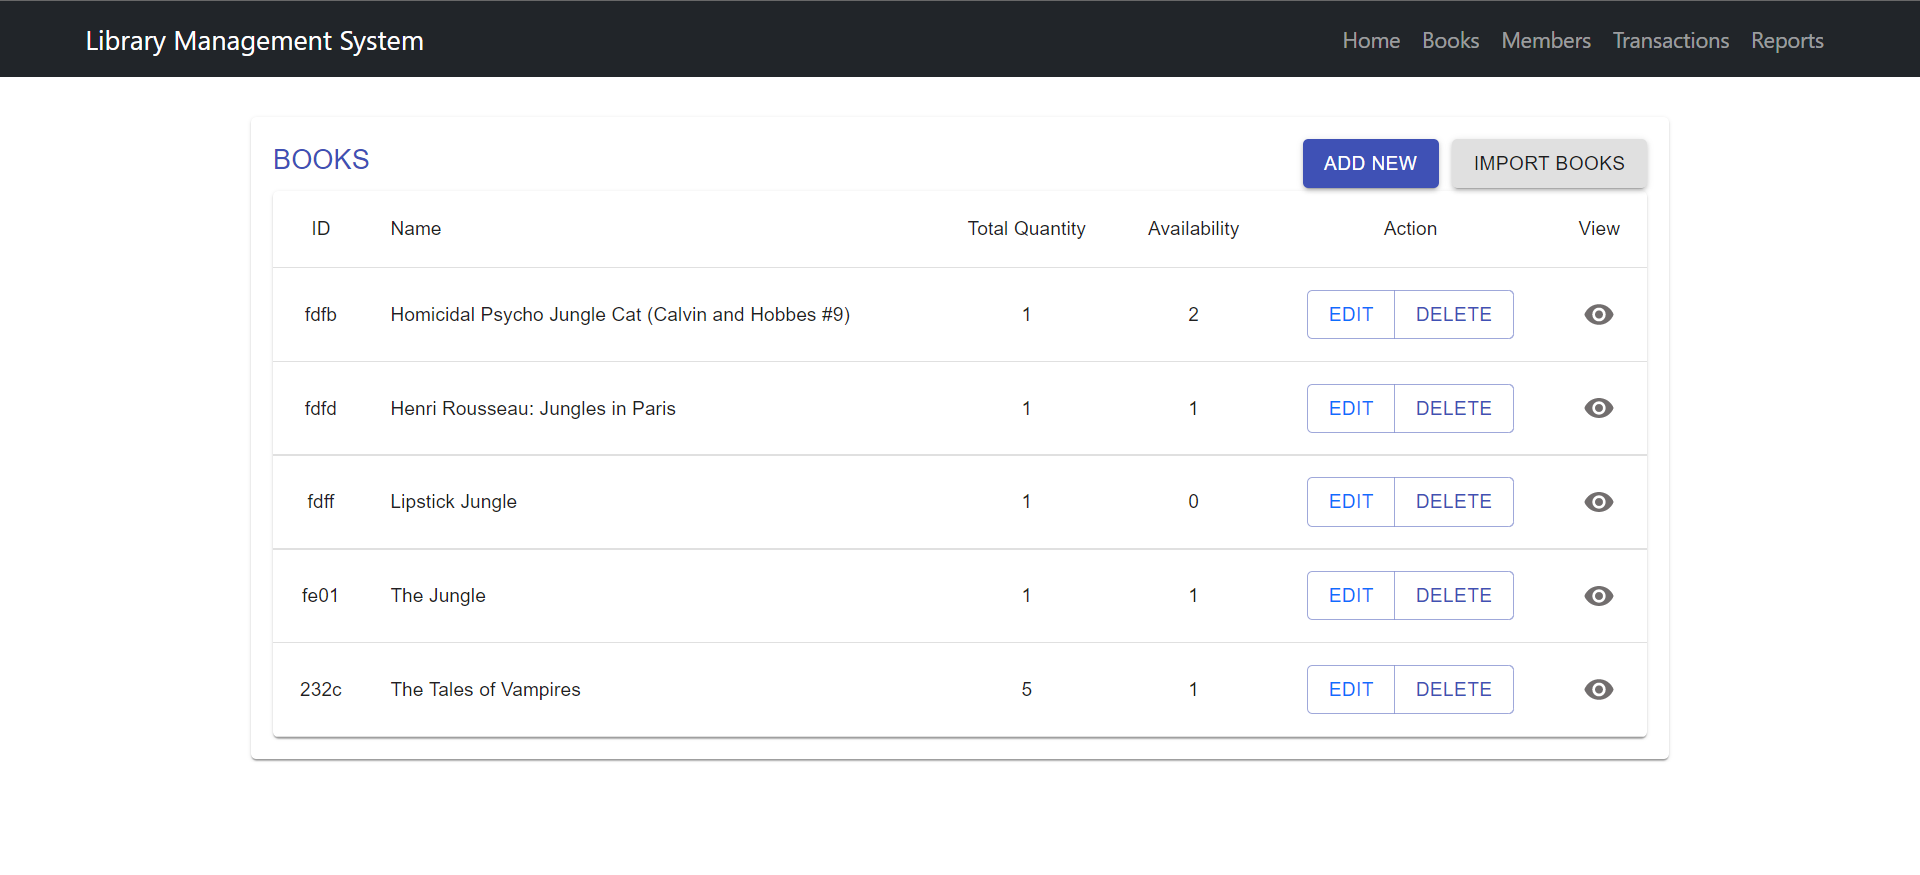 Library Management System Home Books Members Transactions Reports
BOOKS ADD NEW IMPORT BOOKS
ID Name Total Quantity Availability Action View
fdfb Homicidal Psycho Jungle Cat (Calvin and Hobbes #9) 1 2 EDIT DELETE
fdfd Henri Rousseau: Jungles in Paris 1 1 EDIT DELETE
fdff Lipstick Jungle 1 0 EDIT DELETE
fe01 The Jungle 1 1 EDIT DELETE
232c The Tales of Vampires 5 1 EDIT DELETE